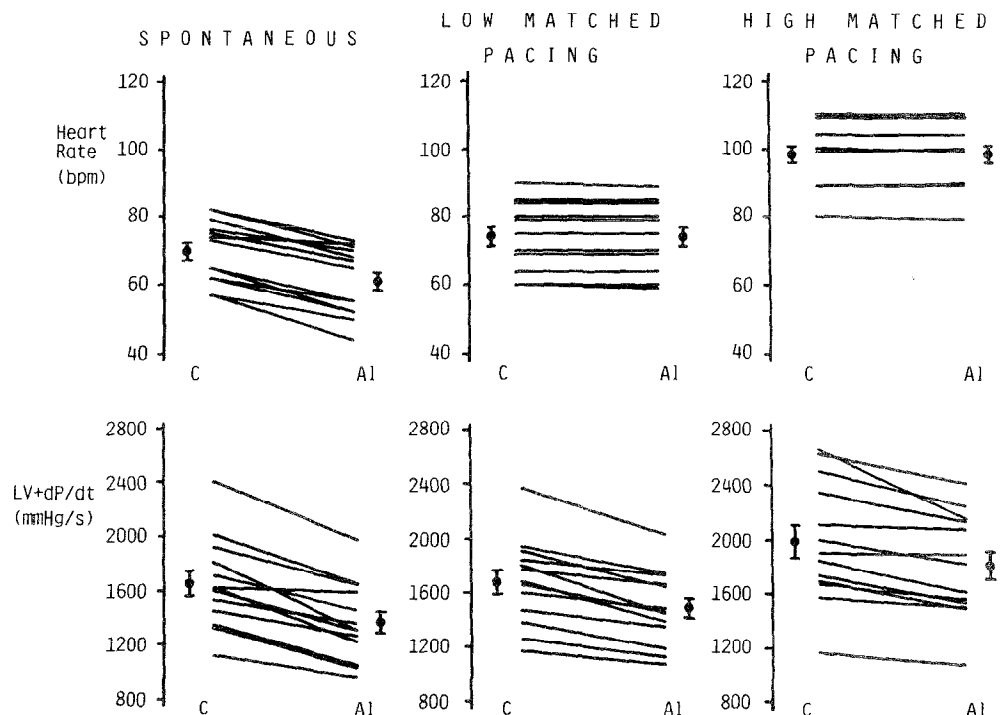 SPONTANEOUS
LOW MATCHED
PACING
HIGH MATCHED
PACING
Heart
Rate
(bpm)
120
100
80
60
40
C
Al
120
100
80
60
40
C
Al
120
100
80
60
40
C
Al
LV+dP/dt
(mmHg/s)
2800
2400
2000
1600
1200
800
C
Al
2800
2400
2000
1600
1200
800
C
Al
2800
2400
2000
1600
1200
800
C
Al